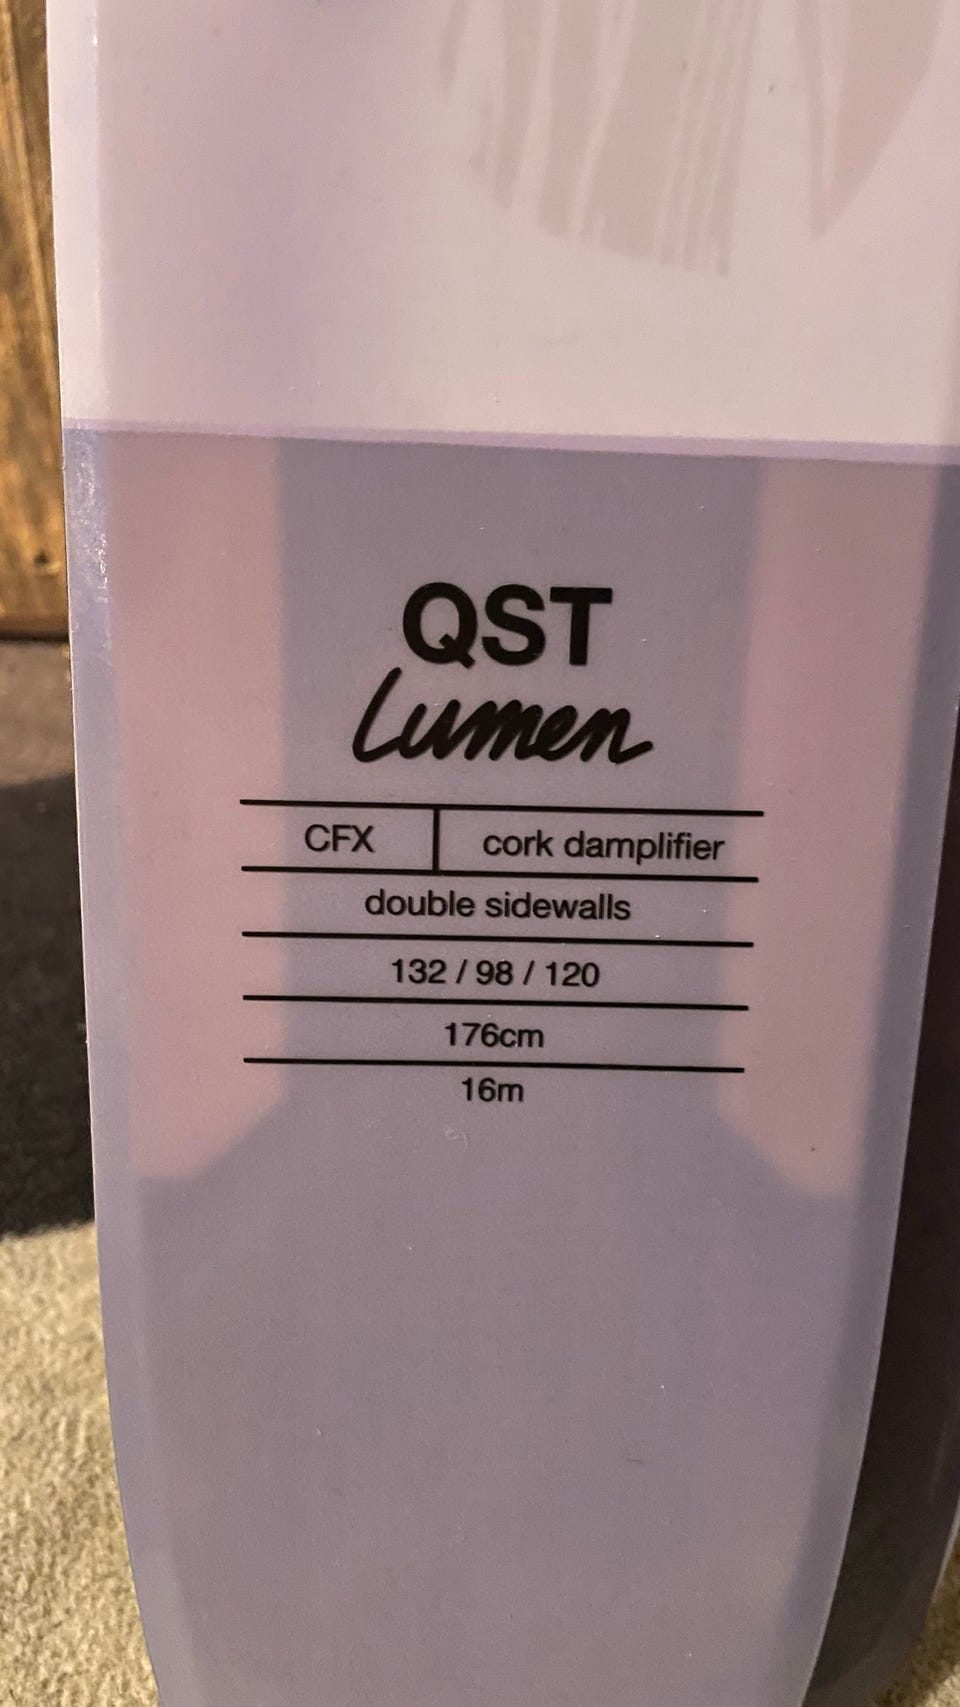 QST
Lumen
CFX cork damplifier
double sidewalls
132 / 98 / 120
176cm
16m